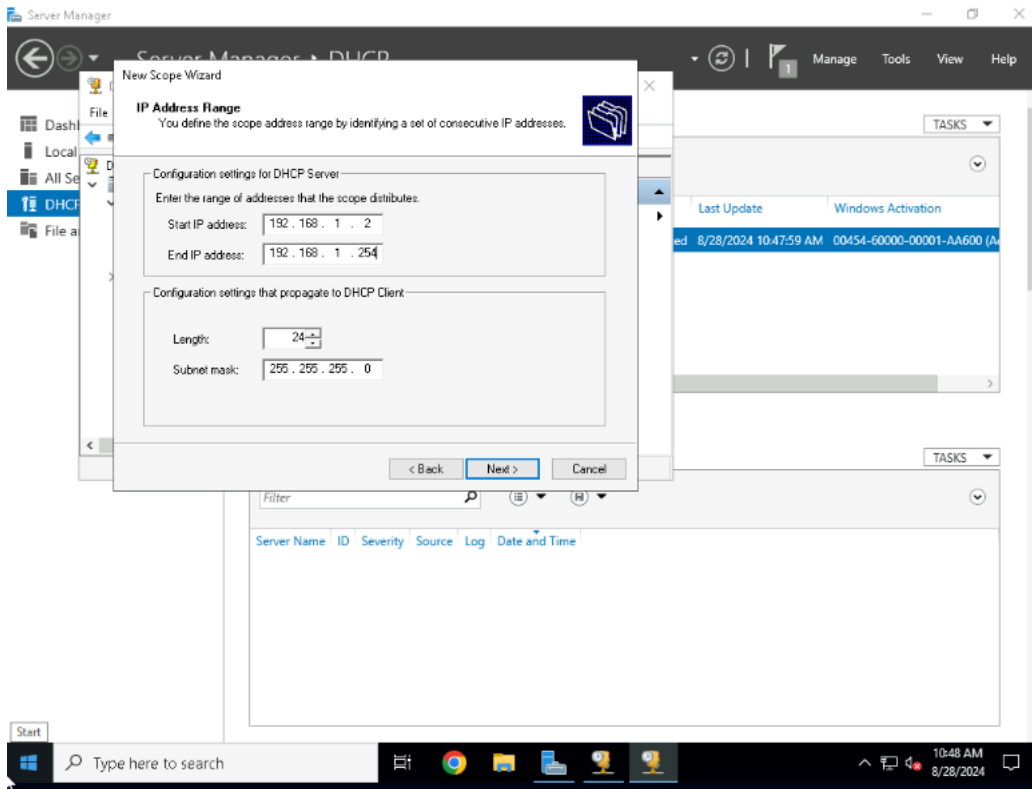 Server Manager
Server Manager DHCP
1
Manage Tools View Help
New Scope Wizard
IP Address Range
You define the scope address range by identifying a set of consecutive IP addresses.
File
Dash
Local
All Se
DHCP
File a
D
TASKS
Configuration settings for DHCP Server
Enter the range of addresses that the scope distributes.
Start IP address: 192 . 168 . 1 . 2
End IP address: 192 . 168 . 1 . 254
Last Update Windows Activation
ed 8/28/2024 10:47:59 AM 00454-60000-00001-AA600 (Ac
Configuration settings that propagate to DHCP Client
Length: 24
Subnet mask: 255 . 255 . 255 . 0
< Back Next > Cancel
TASKS
Filter
Server Name ID Severity Source Log Date and Time
Start
Type here to search
10:48 AM
8/28/2024